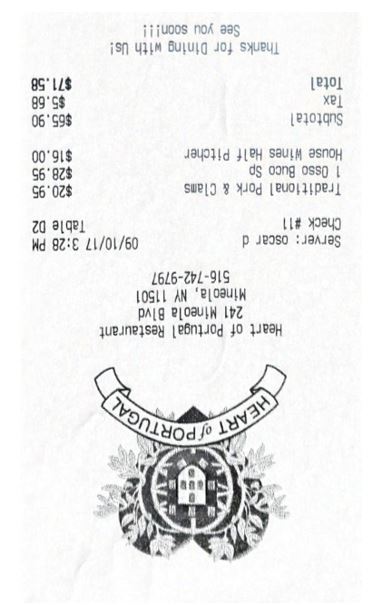 HEART of PORTUGAL
Heart of Portugal Restaurant
241 Mineola Blvd
Mineola, NY 11501
516-742-9797
Server: oscar d 09/10/17 3:28 PM
Check #11 Table D2
Traditional Pork & Clams $20.95
1 Osso Buco Sp $28.95
House Wines Half Pitcher $16.00
Subtotal $65.90
Tax $5.68
Total $71.58
Thanks for Dining with Us!
See you soon!!!!